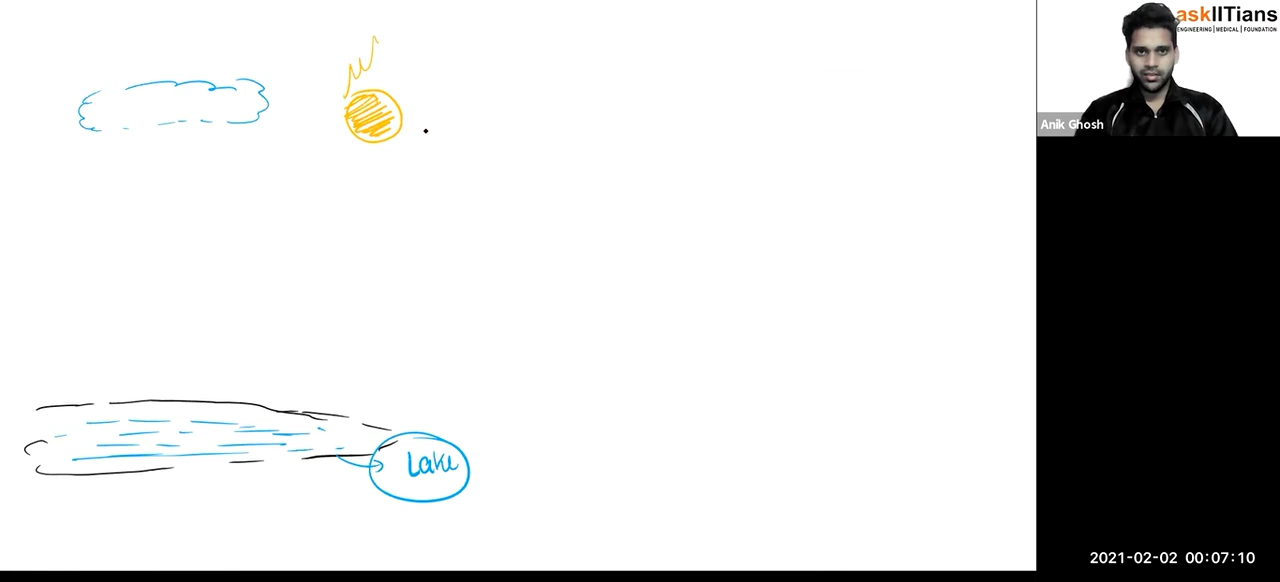 askIITians
ENGINEERING | MEDICAL | FOUNDATION
Anik Ghosh
Lake
2021-02-02 00:07:10